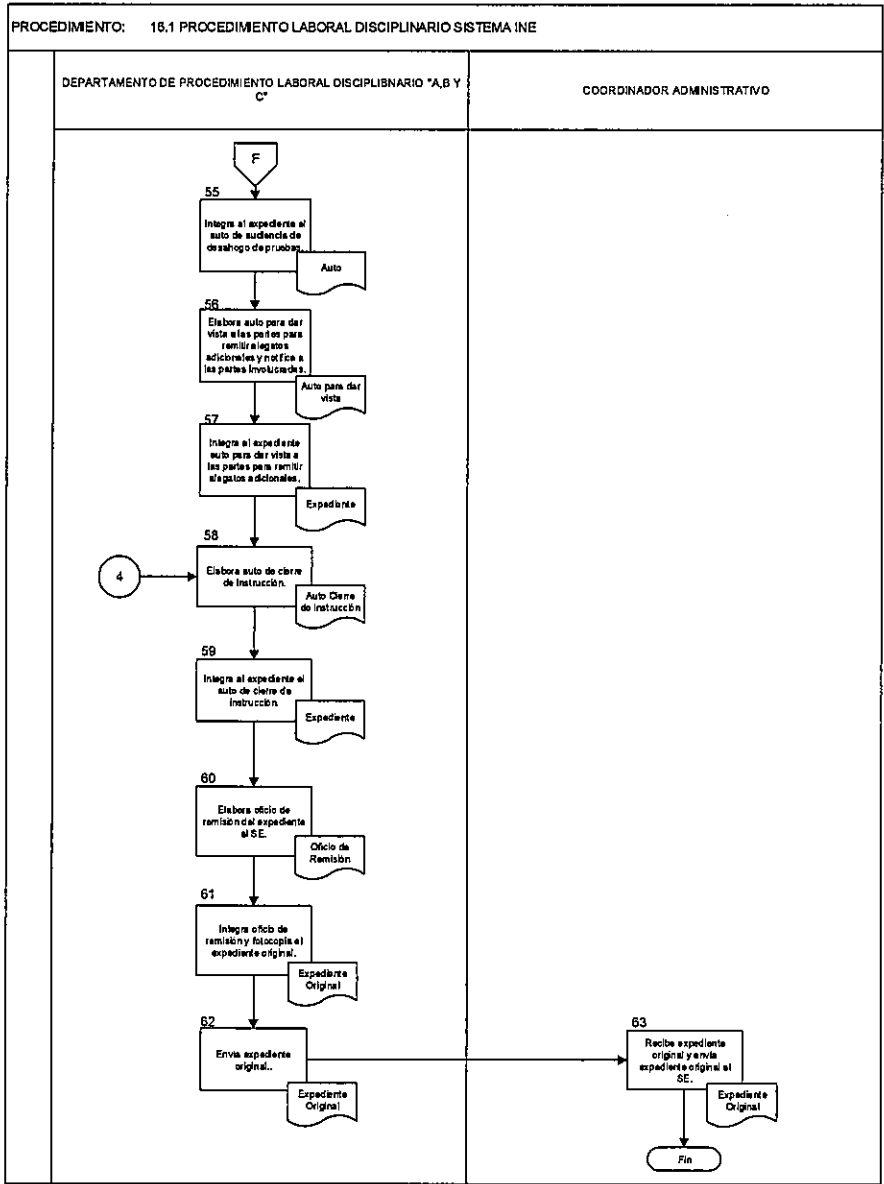 PROCEDIMIENTO: 16.1 PROCEDIMIENTO LABORAL DISCIPLINARIO SISTEMA INE
DEPARTAMENTO DE PROCEDIMIENTO LABORAL DISCIPLISNARIO "A,B Y
C"
COORDINADOR ADMINISTRATIVO
F
55
Integra al expediente el
auto de audiencia de
desahogo de pruebas.
Auto
56
Elabora auto para dar
vista a las partes para
remitir alegatos
adicionales y notifica a
las partes involucradas.
Auto para dar
vista
57
Integra al expediente
auto para dar vista a
las partes para remitir
alegatos adicionales.
Expediente
58
4
Elabora auto de cierre
de Instrucción.
Auto Cierre
de Instrucción
59
Integra al expediente el
auto de cierre de
Instrucción.
Expediente
60
Elabora oficio de
remisión del expediente
al SE.
Oficio de
Remisión
61
Integra oficio de
remisión y fotocopia el
expediente original.
Expediente
Original
62
Envía expediente
original..
Expediente
Original
63
Recibe expediente
original y envía
expediente original al
SE.
Expediente
Original
Fin